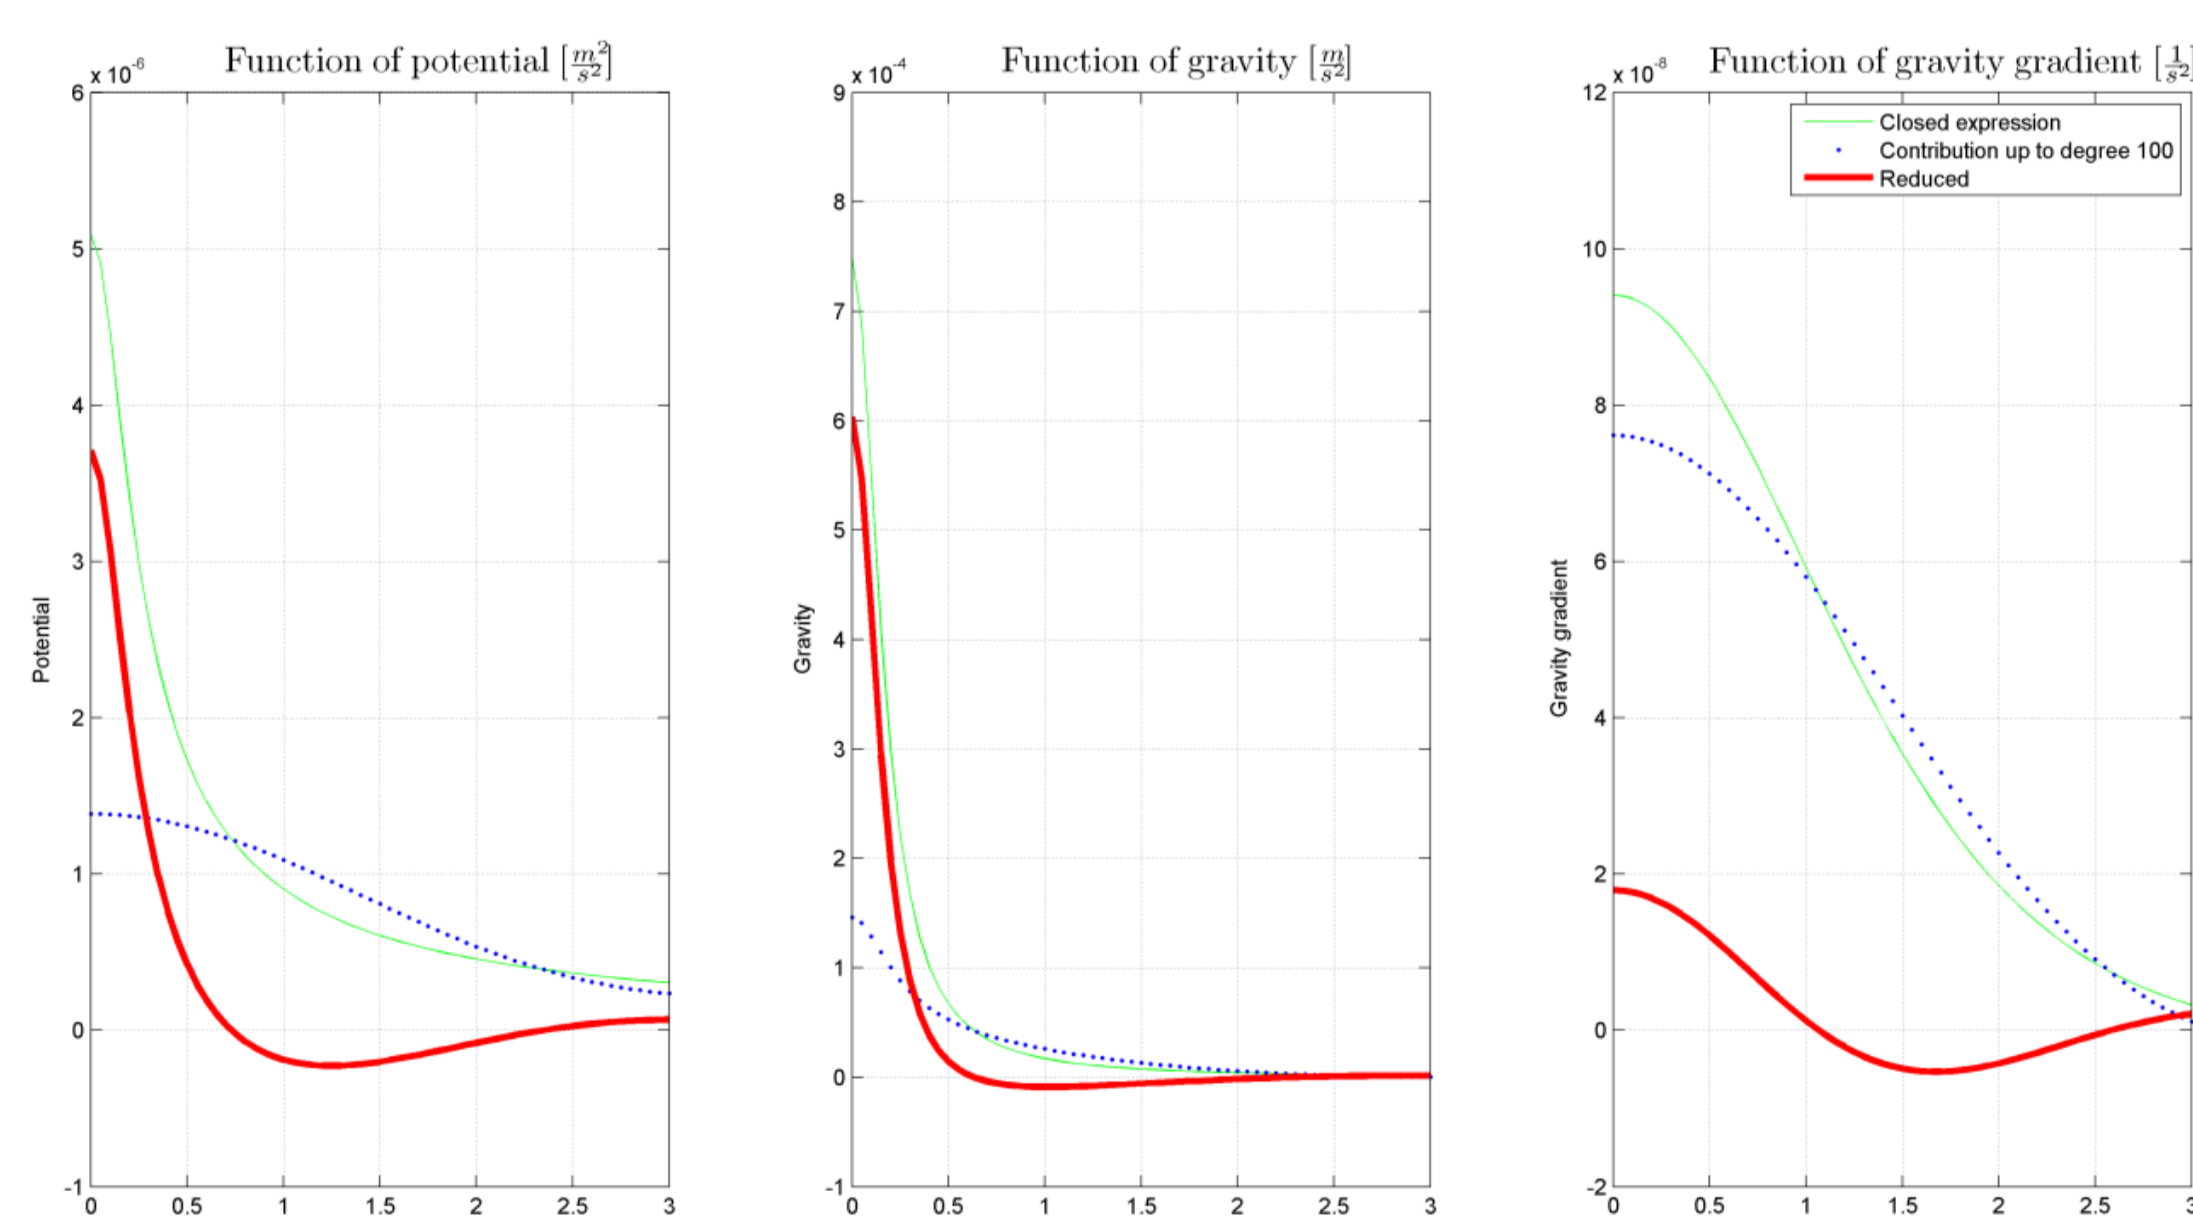 Function of potential [m²/s²]
x 10⁻⁶
6
5
4
3
2
1
0
-1
Potential
0 0.5 1 1.5 2 2.5 3
Function of gravity [m/s²]
x 10⁻⁴
9
8
7
6
5
4
3
2
1
0
-1
Gravity
0 0.5 1 1.5 2 2.5 3
Function of gravity gradient [1/s²]
x 10⁻⁸
12
10
8
6
4
2
0
-2
Gravity gradient
0 0.5 1 1.5 2 2.5 3
Closed expression
Contribution up to degree 100
Reduced